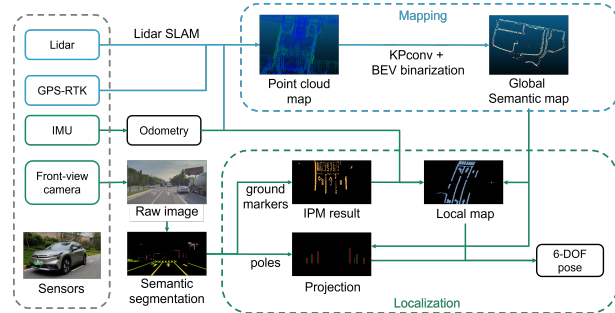 Mapping
Lidar
Lidar SLAM
GPS-RTK
Point cloud
map
KPconv +
BEV binarization
Global
Semantic map
IMU
Odometry
Front-view
camera
Raw image
ground
markers
IPM result
Local map
Sensors
Semantic
segmentation
poles
Projection
6-DOF
pose
Localization